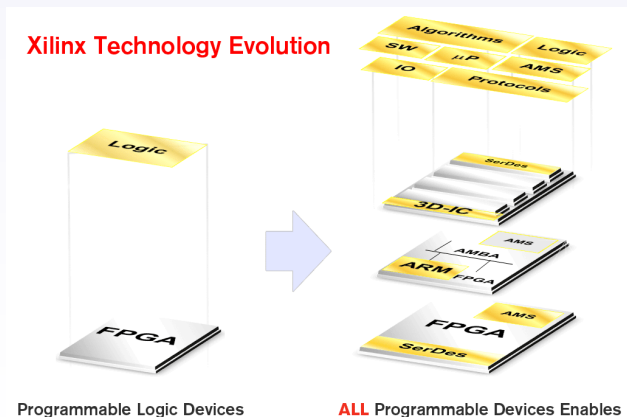 Xilinx Technology Evolution
Logic
FPGA
Programmable Logic Devices
Algorithms
Logic
SW
μP
AMS
IO
Protocols
SerDes
3D-IC
AMS
AMBA
ARM
FPGA
AMS
FPGA
SerDes
ALL Programmable Devices Enables